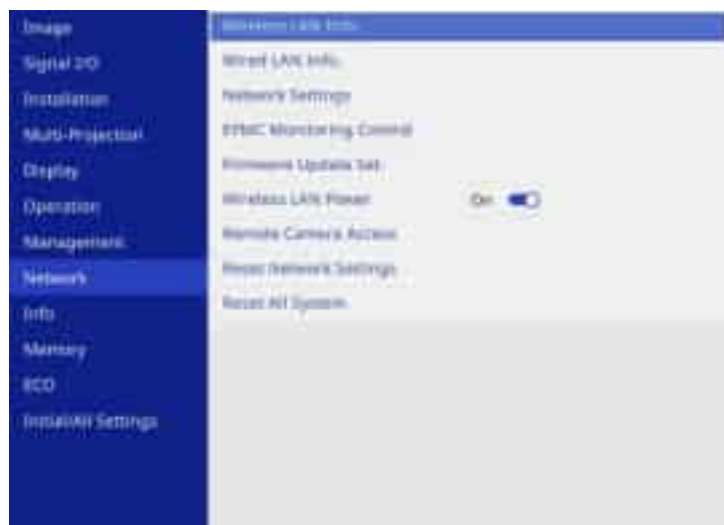 Image
Signal I/O
Installation
Multi-Projection
Display
Operation
Management
Network
Info
Memory
ECO
Initial/All Settings
Wireless LAN Info.
Wired LAN Info.
Network Settings
EPMC Monitoring Control
Firmware Update Set.
Wireless LAN Power On
Remote Camera Access
Reset Network Settings
Reset All System